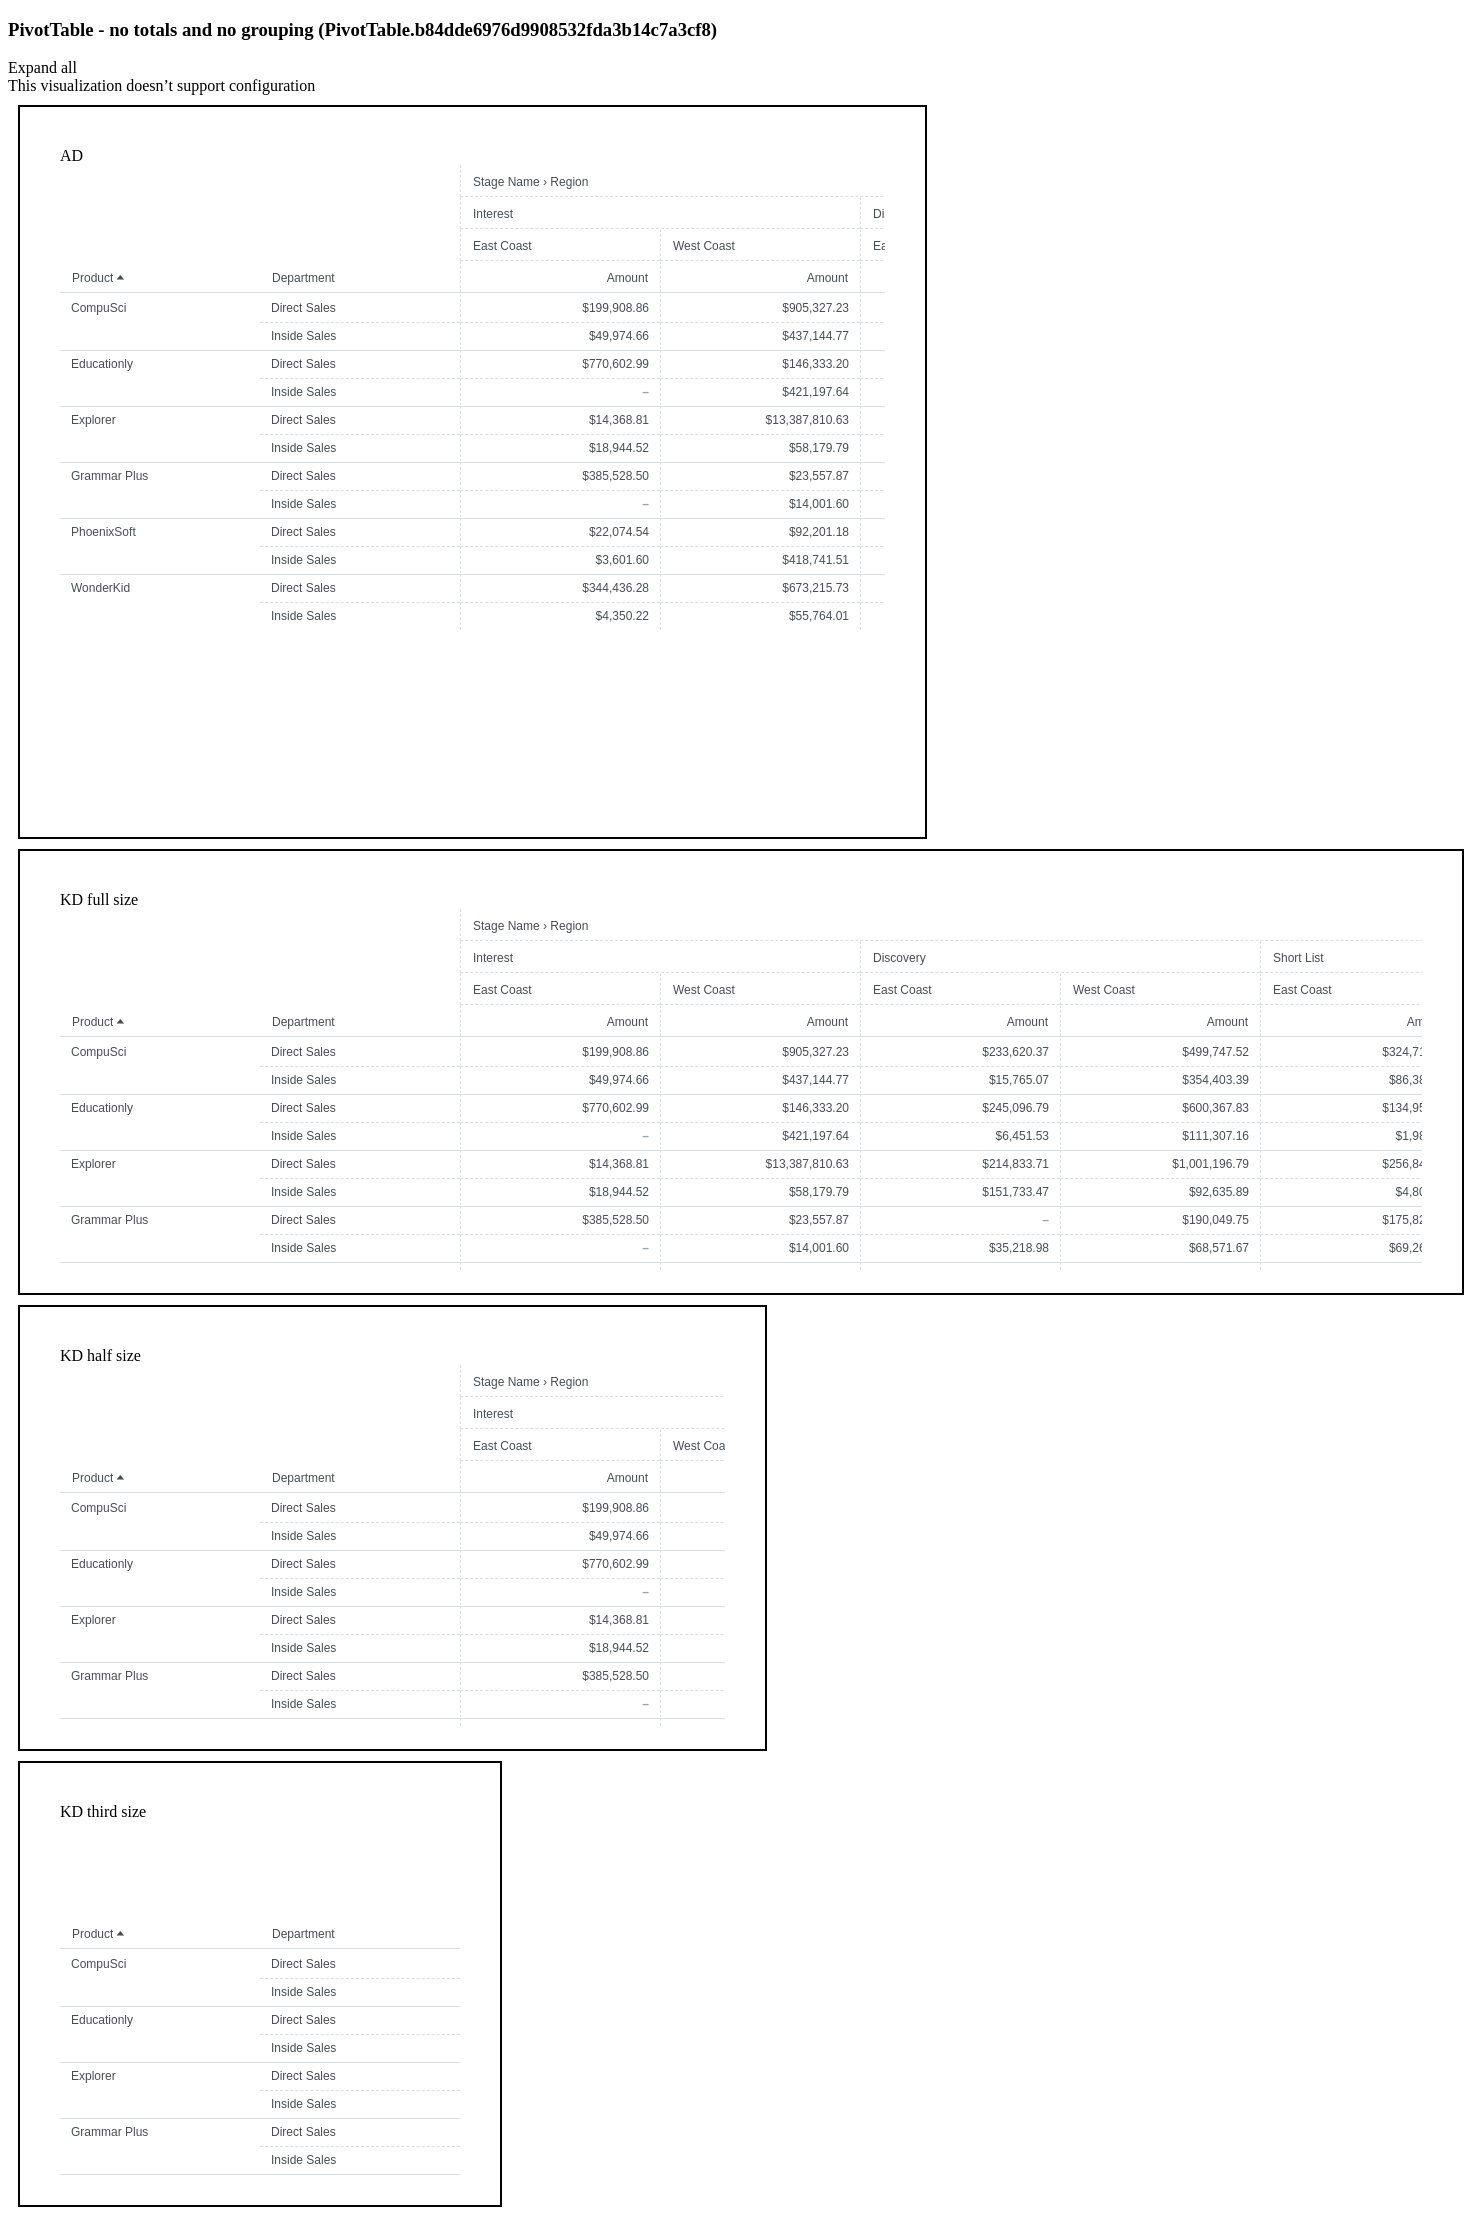 PivotTable - no totals and no grouping (PivotTable.b84dde6976d9908532fda3b14c7a3cf8)
Expand all
This visualization doesn’t support configuration
AD
Stage Name › Region
Interest Di
East Coast West Coast Ea
Product Department Amount Amount
CompuSci Direct Sales $199,908.86 $905,327.23
Inside Sales $49,974.66 $437,144.77
Educationly Direct Sales $770,602.99 $146,333.20
Inside Sales – $421,197.64
Explorer Direct Sales $14,368.81 $13,387,810.63
Inside Sales $18,944.52 $58,179.79
Grammar Plus Direct Sales $385,528.50 $23,557.87
Inside Sales – $14,001.60
PhoenixSoft Direct Sales $22,074.54 $92,201.18
Inside Sales $3,601.60 $418,741.51
WonderKid Direct Sales $344,436.28 $673,215.73
Inside Sales $4,350.22 $55,764.01
KD full size
Stage Name › Region
Interest Discovery Short List
East Coast West Coast East Coast West Coast East Coast
Product Department Amount Amount Amount Amount Am
CompuSci Direct Sales $199,908.86 $905,327.23 $233,620.37 $499,747.52 $324,71
Inside Sales $49,974.66 $437,144.77 $15,765.07 $354,403.39 $86,38
Educationly Direct Sales $770,602.99 $146,333.20 $245,096.79 $600,367.83 $134,95
Inside Sales – $421,197.64 $6,451.53 $111,307.16 $1,98
Explorer Direct Sales $14,368.81 $13,387,810.63 $214,833.71 $1,001,196.79 $256,84
Inside Sales $18,944.52 $58,179.79 $151,733.47 $92,635.89 $4,80
Grammar Plus Direct Sales $385,528.50 $23,557.87 – $190,049.75 $175,82
Inside Sales – $14,001.60 $35,218.98 $68,571.67 $69,26
KD half size
Stage Name › Region
Interest
East Coast West Coa
Product Department Amount
CompuSci Direct Sales $199,908.86
Inside Sales $49,974.66
Educationly Direct Sales $770,602.99
Inside Sales –
Explorer Direct Sales $14,368.81
Inside Sales $18,944.52
Grammar Plus Direct Sales $385,528.50
Inside Sales –
KD third size
Product Department
CompuSci Direct Sales
Inside Sales
Educationly Direct Sales
Inside Sales
Explorer Direct Sales
Inside Sales
Grammar Plus Direct Sales
Inside Sales